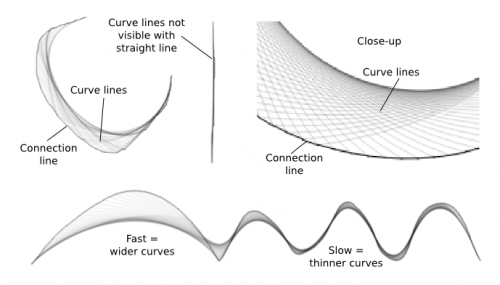 Curve lines not
visible with
straight line
Close-up
Curve lines
Curve lines
Connection
line
Connection
line
Fast =
wider curves
Slow =
thinner curves